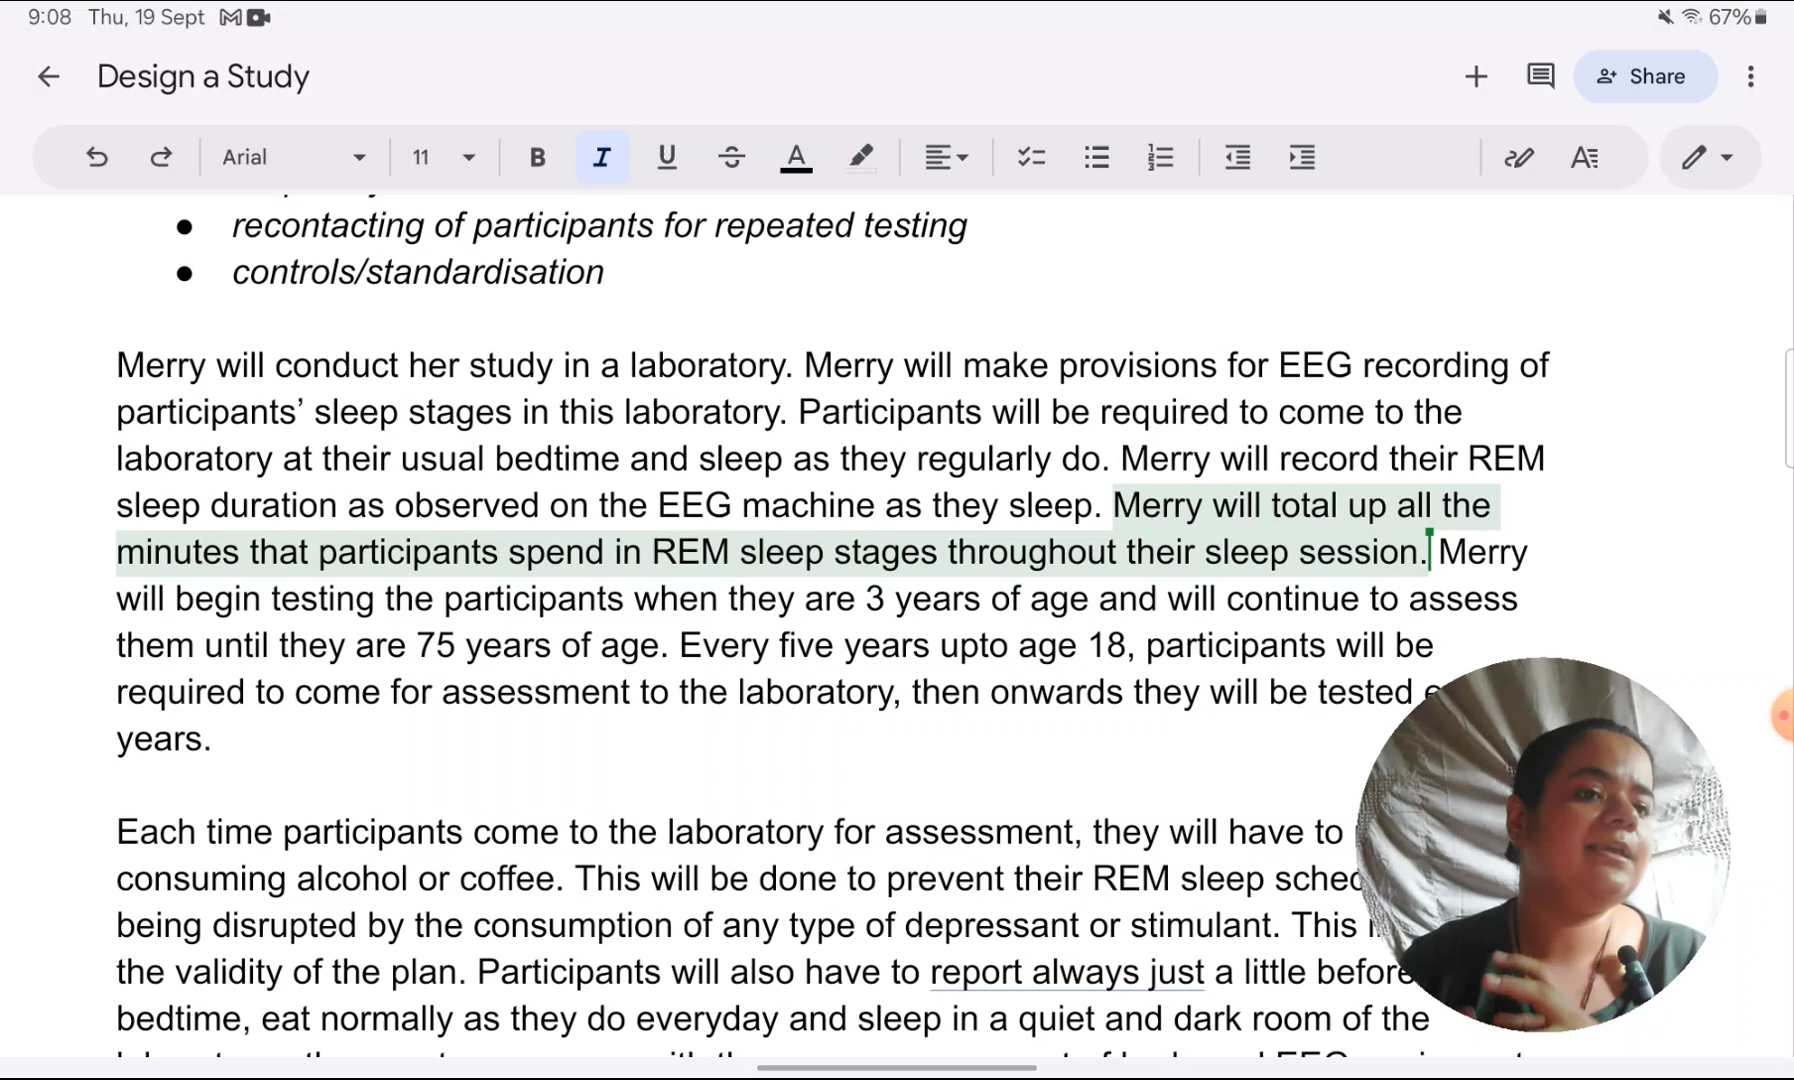 9:08 Thu, 19 Sept 67%
Design a Study
Share
Arial 11 B I U A
recontacting of participants for repeated testing
controls/standardisation
Merry will conduct her study in a laboratory. Merry will make provisions for EEG recording of
participants’ sleep stages in this laboratory. Participants will be required to come to the
laboratory at their usual bedtime and sleep as they regularly do. Merry will record their REM
sleep duration as observed on the EEG machine as they sleep. Merry will total up all the
minutes that participants spend in REM sleep stages throughout their sleep session. Merry
will begin testing the participants when they are 3 years of age and will continue to assess
them until they are 75 years of age. Every five years upto age 18, participants will be
required to come for assessment to the laboratory, then onwards they will be tested
years.
Each time participants come to the laboratory for assessment, they will have to
consuming alcohol or coffee. This will be done to prevent their REM sleep
being disrupted by the consumption of any type of depressant or stimulant. This
the validity of the plan. Participants will also have to report always just a little before
bedtime, eat normally as they do everyday and sleep in a quiet and dark room of the